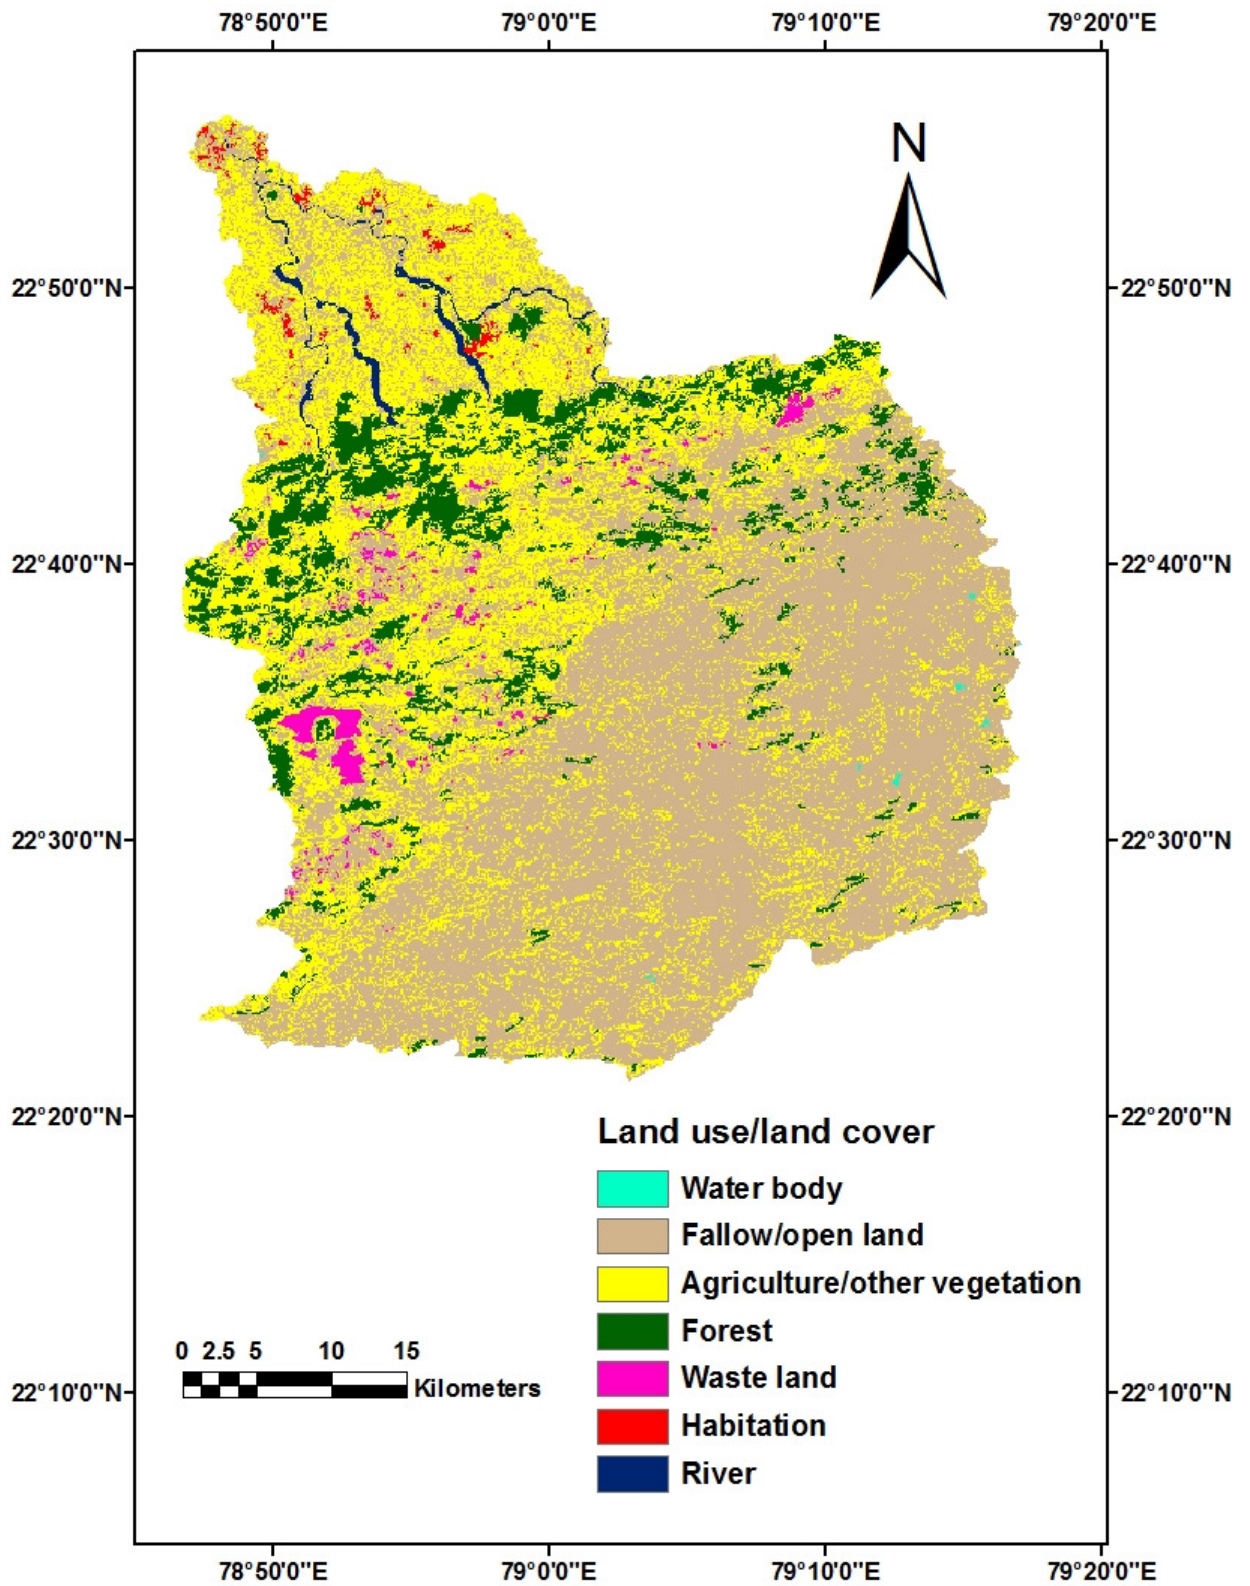 78°50'0"E 79°0'0"E 79°10'0"E 79°20'0"E
N
22°50'0"N 22°50'0"N
22°40'0"N 22°40'0"N
22°30'0"N 22°30'0"N
22°20'0"N 22°20'0"N
Land use/land cover
Water body
Fallow/open land
Agriculture/other vegetation
Forest
Waste land
Habitation
River
0 2.5 5 10 15
Kilometers
22°10'0"N 22°10'0"N
78°50'0"E 79°0'0"E 79°10'0"E 79°20'0"E